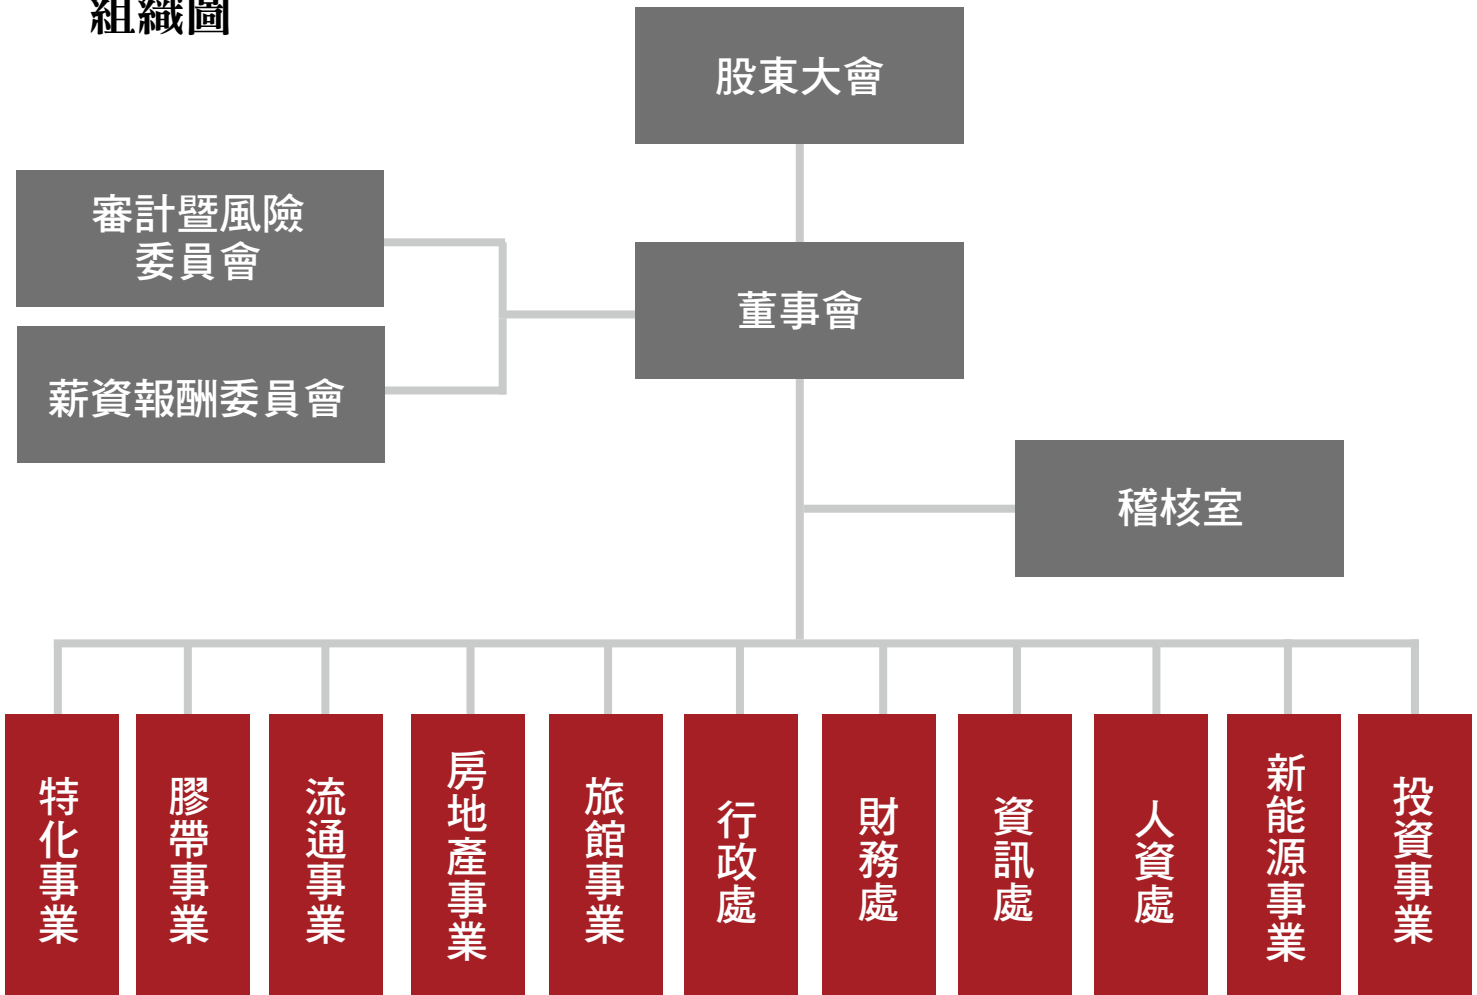 組織圖
股東大會
審計暨風險
委員會
董事會
薪資報酬委員會
稽核室
特化事業
膠帶事業
流通事業
房地產事業
旅館事業
行政處
財務處
資訊處
人資處
新能源事業
投資事業